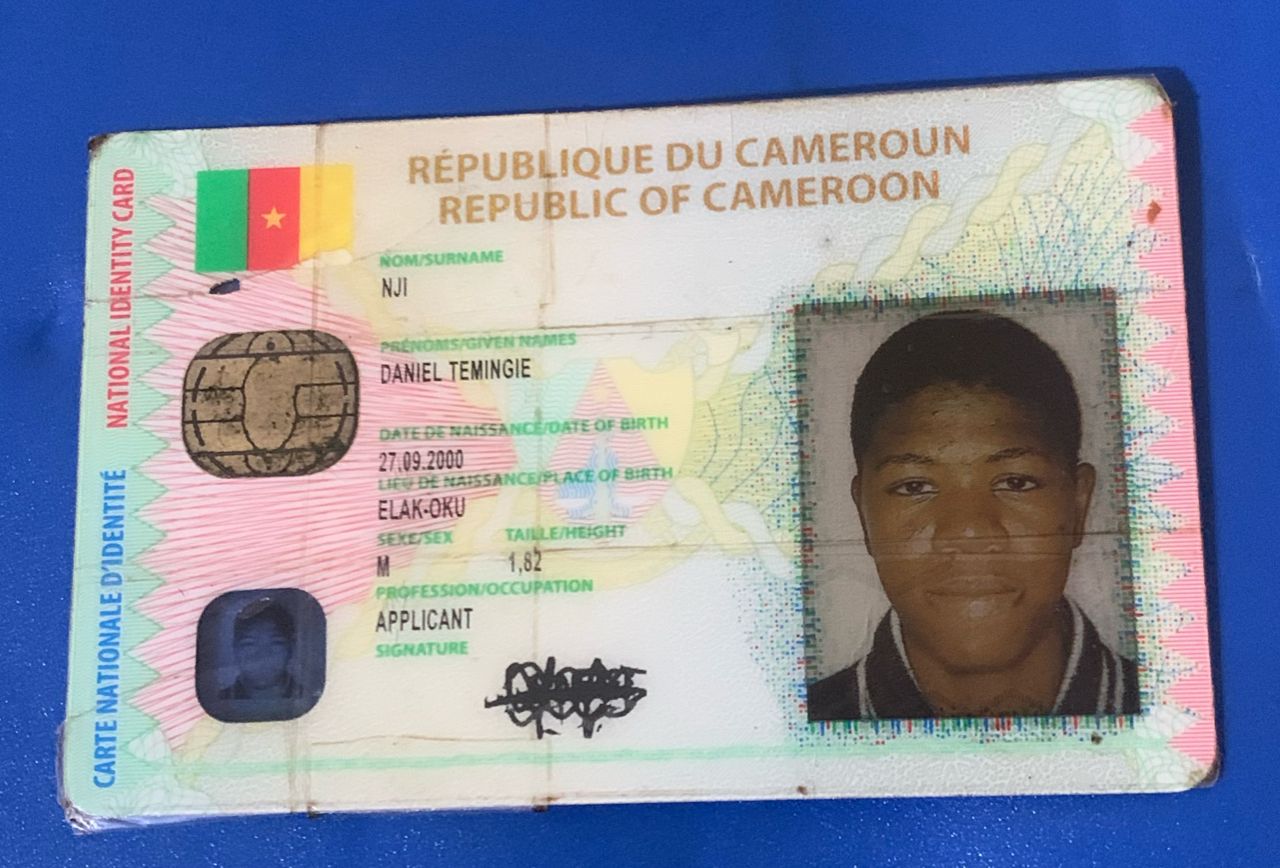 RÉPUBLIQUE DU CAMEROUN
REPUBLIC OF CAMEROON
NATIONAL IDENTITY CARD
CARTE NATIONALE D'IDENTITÉ
NOM/SURNAME
NJI
PRÉNOMS/GIVEN NAMES
DANIEL TEMINGIE
DATE DE NAISSANCE/DATE OF BIRTH
27.09.2000
LIEU DE NAISSANCE/PLACE OF BIRTH
ELAK-OKU
SEXE/SEX TAILLE/HEIGHT
M 1,82
PROFESSION/OCCUPATION
APPLICANT
SIGNATURE